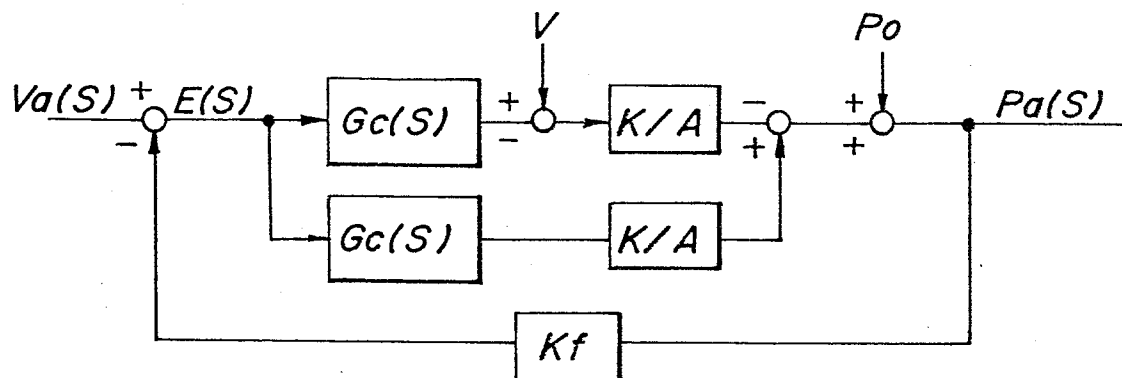 V
Po
Va(S)
+
E(S)
Gc(S)
+
-
K/A
-
+
+
+
Pa(S)
-
Gc(S)
K/A
Kf